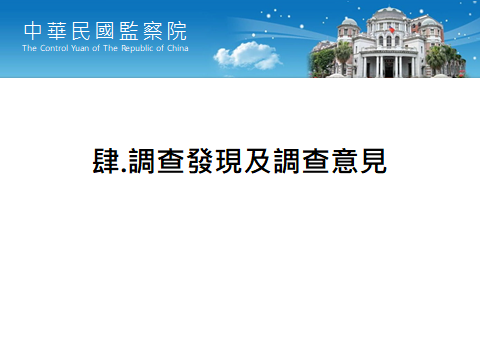 中華民國監察院
The Control Yuan of The Republic of China
肆.調查發現及調查意見